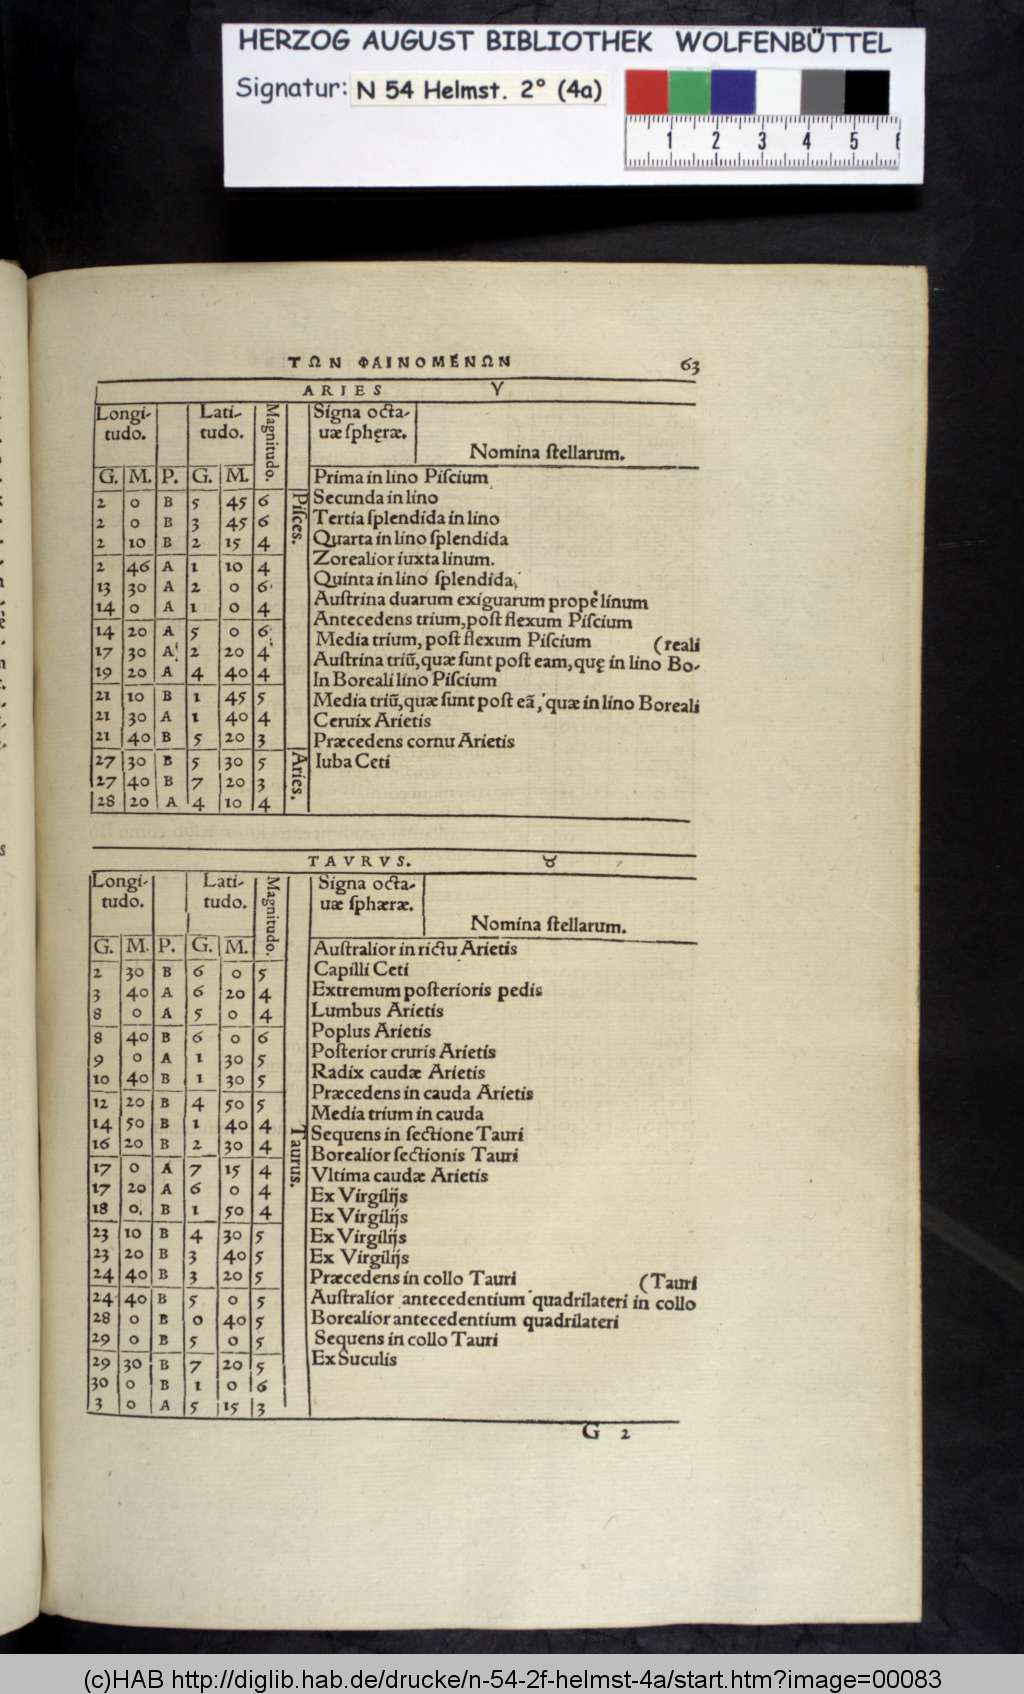 HERZOG AUGUST BIBLIOTHEK WOLFENBÜTTEL
Signatur: N 54 Helmst. 2° (4a)
1 2 3 4 5 6
ΤΩΝ ΦΑΙΝΟΜΈΝΩΝ 63
ARIES ♈
Longi- Lati- Magnitudo. Signa octa-
tudo. tudo. uæ ſphęræ.
Nomina ſtellarum.
G. M. P. G. M. Prima in lino Piſcium
2 0 B 5 45 6 Piſces. Secunda in lino
2 0 B 3 45 6 Tertia ſplendida in lino
2 10 B 2 15 4 Quarta in lino ſplendida
2 46 A 1 10 4 Zorealior iuxta linum.
13 30 A 2 0 6 Quinta in lino ſplendida,
14 0 A 1 0 4 Auſtrina duarum exiguarum propè linum
14 20 A 5 0 6 Antecedens trium, poſt flexum Piſcium
17 30 A 2 20 4 Media trium, poſt flexum Piſcium (reali
19 20 A 4 40 4 Auſtrina triũ, quæ ſunt poſt eam, quę in lino Bo-
21 10 B 1 45 5 In Boreali lino Piſcium
21 30 A 1 40 4 Media triũ, quæ ſunt poſt eã, quæ in lino Boreali
21 40 B 5 20 3 Ceruix Arietis
27 30 B 5 30 5 Aries. Præcedens cornu Arietis
27 40 B 7 20 3 Iuba Ceti
28 20 A 4 10 4
TAVRVS. ♉
Longi- Lati- Magnitudo. Signa octa-
tudo. tudo. uæ ſphæræ.
Nomina ſtellarum.
G. M. P. G. M. Auſtralior in rictu Arietis
2 30 B 6 0 5 Capilli Ceti
3 40 A 6 20 4 Extremum poſterioris pedis
8 0 A 5 0 4 Lumbus Arietis
8 40 B 6 0 6 Poplus Arietis
9 0 A 1 30 5 Poſterior cruris Arietis
10 40 B 1 30 5 Radix caudæ Arietis
12 20 B 4 50 5 Præcedens in cauda Arietis
14 50 B 1 40 4 Media trium in cauda
16 20 B 2 30 4 Taurus. Sequens in ſectione Tauri
17 0 A 7 15 4 Borealior ſectionis Tauri
17 20 A 6 0 4 Vltima caudæ Arietis
18 0 B 1 50 4 Ex Virgilijs
23 10 B 4 30 5 Ex Virgilijs
23 20 B 3 40 5 Ex Virgilijs
24 40 B 3 20 5 Ex Virgilijs
24 40 B 5 0 5 Præcedens in collo Tauri (Tauri
28 0 B 0 40 5 Auſtralior antecedentium quadrilateri in collo
29 0 B 5 0 5 Borealior antecedentium quadrilateri
29 30 B 7 20 5 Sequens in collo Tauri
30 0 B 1 0 6 Ex Suculis
3 0 A 5 15 3
G 2
(c)HAB http://diglib.hab.de/drucke/n-54-2f-helmst-4a/start.htm?image=00083